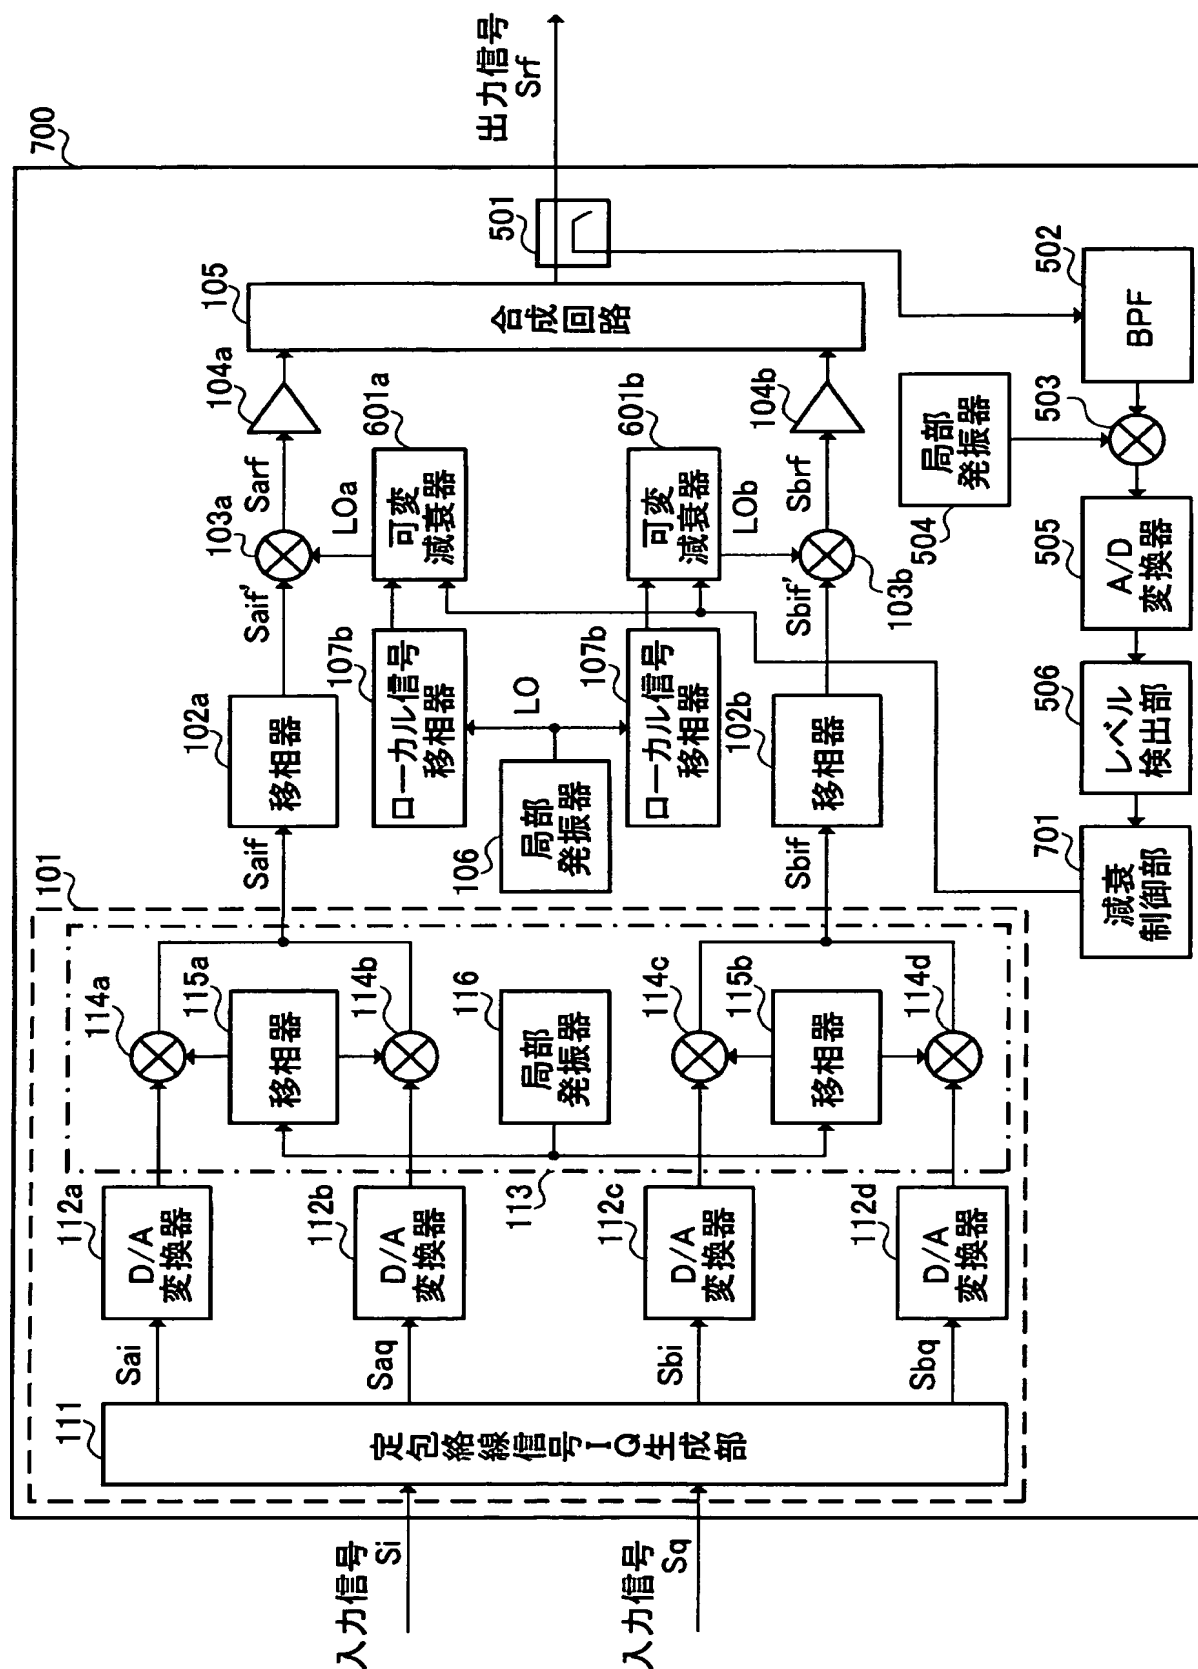 700
入力信号
Si
入力信号
Sq
101
111
定包絡線信号IQ生成部
Sai
Saq
Sbi
Sbq
112a
D/A
変換器
112b
D/A
変換器
112c
D/A
変換器
112d
D/A
変換器
113
114a
115a
移相器
114b
116
局部
発振器
114c
115b
移相器
114d
Saif
Sbif
102a
移相器
107b
ローカル信号
移相器
106
局部
発振器
LO
107b
ローカル信号
移相器
102b
移相器
Saif'
Sbif'
103a
LOa
601a
可変
減衰器
601b
可変
減衰器
LOb
103b
Sarf
Sbrf
104a
104b
105
合成回路
501
出力信号
Srf
502
BPF
503
局部
発振器
504
505
A/D
変換器
506
レベル
検出部
701
減衰
制御部